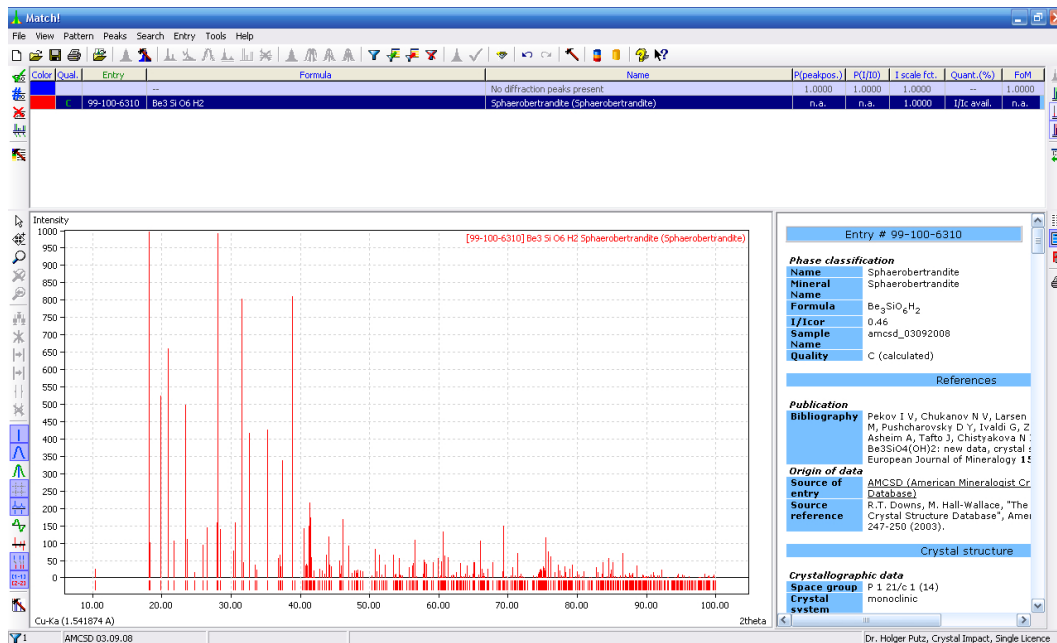 Match!
File View Pattern Peaks Search Entry Tools Help
Color Qual. Entry Formula Name P(peakpos.) P(I/I0) I scale fct. Quant.(%) FoM
-- No diffraction peaks present 1.0000 1.0000 1.0000 -- 1.0000
C 99-100-6310 Be3 Si O6 H2 Sphaerobertrandite (Sphaerobertrandite) n.a. n.a. 1.0000 I/Ic avail. n.a.
Intensity
[99-100-6310] Be3 Si O6 H2 Sphaerobertrandite (Sphaerobertrandite)
1000
950
900
850
800
750
700
650
600
550
500
450
400
350
300
250
200
150
100
50
0
10.00 20.00 30.00 40.00 50.00 60.00 70.00 80.00 90.00 100.00
Cu-Ka (1.541874 A) 2theta
Entry # 99-100-6310
Phase classification
Name Sphaerobertrandite
Mineral Sphaerobertrandite
Name
Formula Be3SiO6H2
I/Icor 0.46
Sample amcsd_03092008
Name
Quality C (calculated)
References
Publication
Bibliography Pekov I V, Chukanov N V, Larsen
M, Pushcharovsky D Y, Ivaldi G, Z
Asheim A, Tafto J, Chistyakova N
Be3SiO4(OH)2: new data, crystal s
European Journal of Mineralogy 15
Origin of data
Source of AMCSD (American Mineralogist Cr
entry Database)
Source R.T. Downs, M. Hall-Wallace, "The
reference Crystal Structure Database", Amer
247-250 (2003).
Crystal structure
Crystallographic data
Space group P 1 21/c 1 (14)
Crystal monoclinic
system
1 AMCSD 03.09.08 Dr. Holger Putz, Crystal Impact, Single Licence